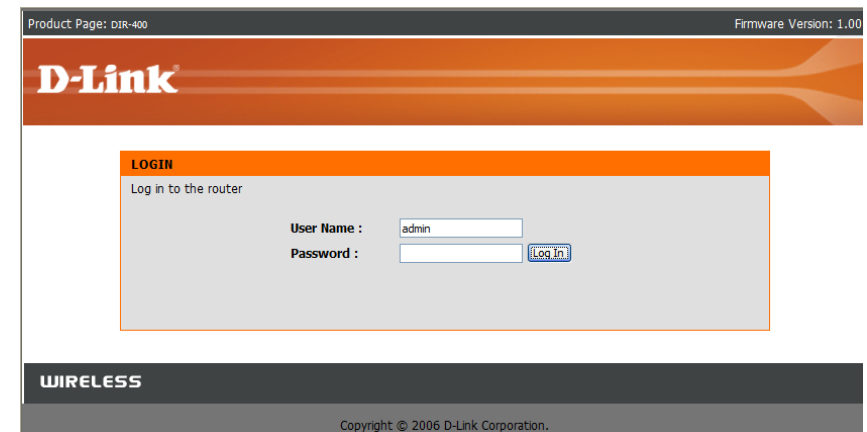 Product Page: DIR-400 Firmware Version: 1.00
D-Link
LOGIN
Log in to the router
User Name : admin
Password : Log In
WIRELESS
Copyright © 2006 D-Link Corporation.